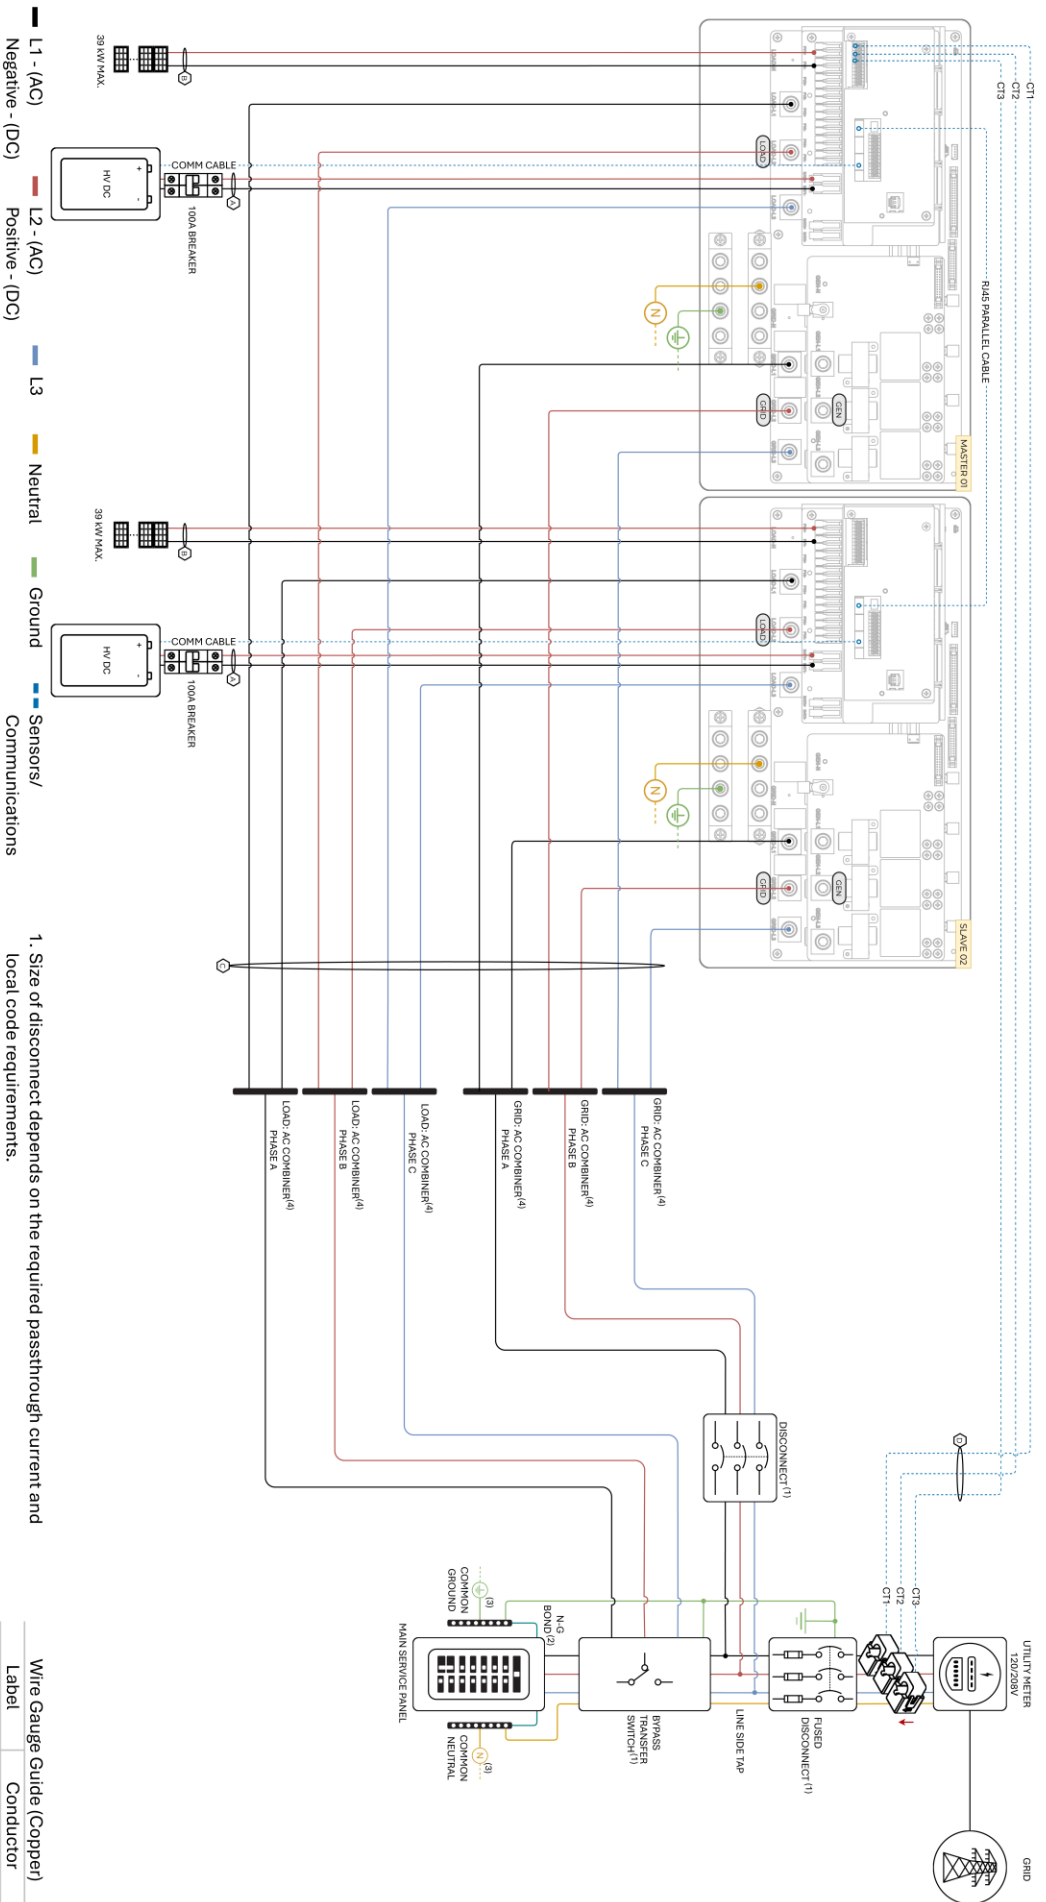 CT1
CT2
CT3
MASTER 01
SLAVE 02
RJ45 PARALLEL CABLE
LOAD
GRID
GEN
N
LOAD
GRID
GEN
N
39 kW MAX.
B
COMM CABLE
HV DC
+
-
100A BREAKER
A
39 kW MAX.
B
COMM CABLE
HV DC
+
-
100A BREAKER
A
C
GRID: AC COMBINER(4)
PHASE C
GRID: AC COMBINER(4)
PHASE B
GRID: AC COMBINER(4)
PHASE A
LOAD: AC COMBINER(4)
PHASE C
LOAD: AC COMBINER(4)
PHASE B
LOAD: AC COMBINER(4)
PHASE A
DISCONNECT (1)
D
CT3
CT2
CT1
UTILITY METER
120/208V
GRID
FUSED
DISCONNECT (1)
LINE SIDE TAP
BYPASS
TRANSFER
SWITCH(1)
N-G
BOND(2)
(3)
COMMON
GROUND
MAIN SERVICE PANEL
N
(3)
COMMON
NEUTRAL
L1 - (AC)
Negative - (DC)
L2 - (AC)
Positive - (DC)
L3
Neutral
Ground
Sensors/
Communications
1. Size of disconnect depends on the required passthrough current and
local code requirements.
Wire Gauge Guide (Copper)
Label
Conductor